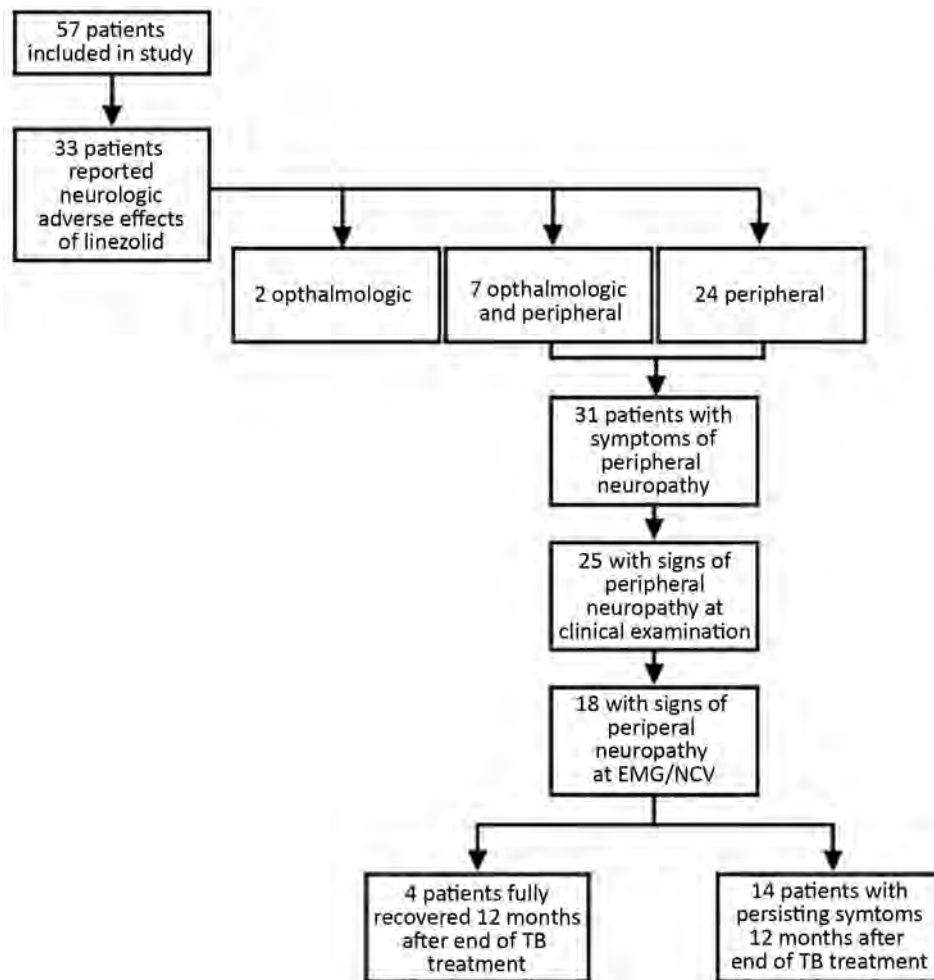 57 patients
included in study
33 patients
reported
neurologic
adverse effects
of linezolid
2 opthalmologic
7 opthalmologic
and peripheral
24 peripheral
31 patients with
symptoms of
peripheral
neuropathy
25 with signs of
peripheral
neuropathy at
clinical examination
18 with signs of
periperal
neuropathy
at EMG/NCV
4 patients fully
recovered 12 months
after end of TB
treatment
14 patients with
persisting symtoms
12 months after
end of TB treatment